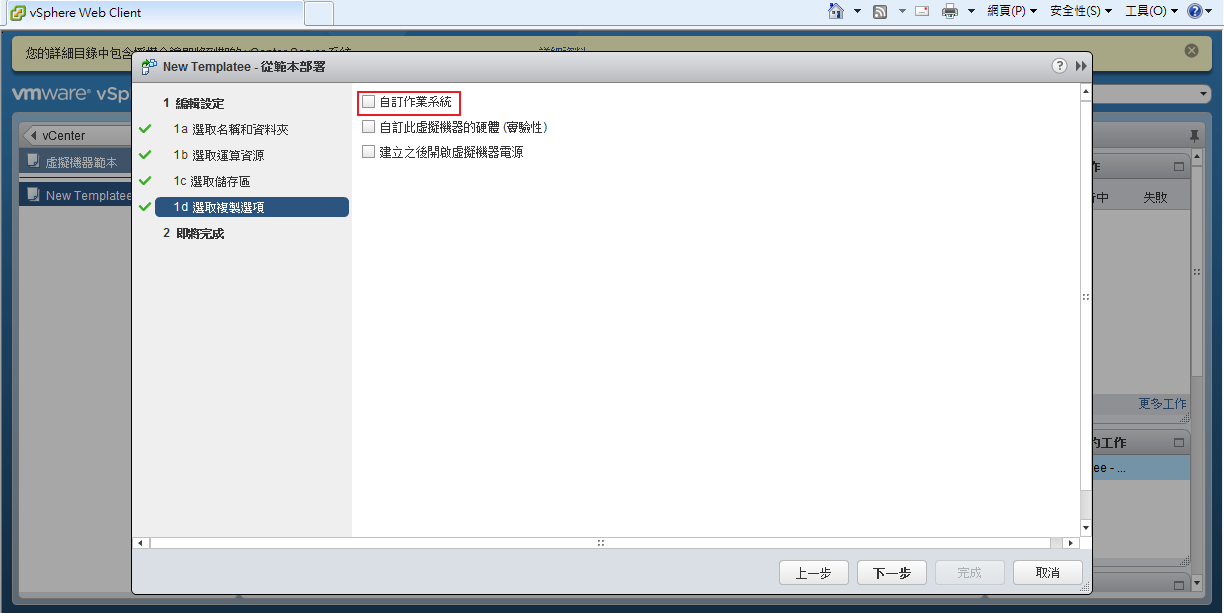 vSphere Web Client
網頁(P)
安全性(S)
工具(O)
您的詳細目錄中包含
vmware® vSp
New Templatee - 從範本部署
vCenter
虛擬機器範本
New Templatee
1 編輯設定
1a 選取名稱和資料夾
1b 選取運算資源
1c 選取儲存區
1d 選取複製選項
2 即將完成
自訂作業系統
自訂此虛擬機器的硬體 (實驗性)
建立之後開啟虛擬機器電源
作
行中
失敗
更多工作
的工作
ee - ...
上一步
下一步
完成
取消